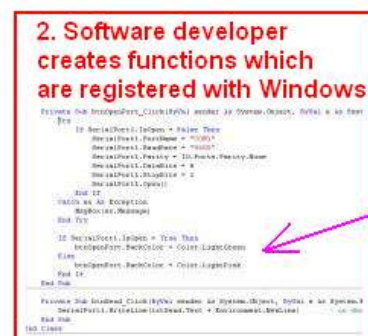 2. Software developer
creates functions which
are registered with Windows
Private Sub btnOpenPort_Click(ByVal sender As System.Object, ByVal e As
Try
If SerialPort1.IsOpen = False Then
SerialPort1.PortName = "COM1"
SerialPort1.BaudRate = "9600"
SerialPort1.Parity = IO.Ports.Parity.None
SerialPort1.DataBits = 8
SerialPort1.StopBits = 1
SerialPort1.Open()
End If
Catch ex As Exception
MsgBox(ex.Message)
End Try
If SerialPort1.IsOpen = True Then
btnOpenPort.BackColor = Color.LightGreen
Else
btnOpenPort.BackColor = Color.LightPink
End If
End Sub
Private Sub btnSend_Click(ByVal sender As System.Object, ByVal e As System.
SerialPort1.WriteLine(txtSend.Text + Environment.NewLine)
End Sub
End Class